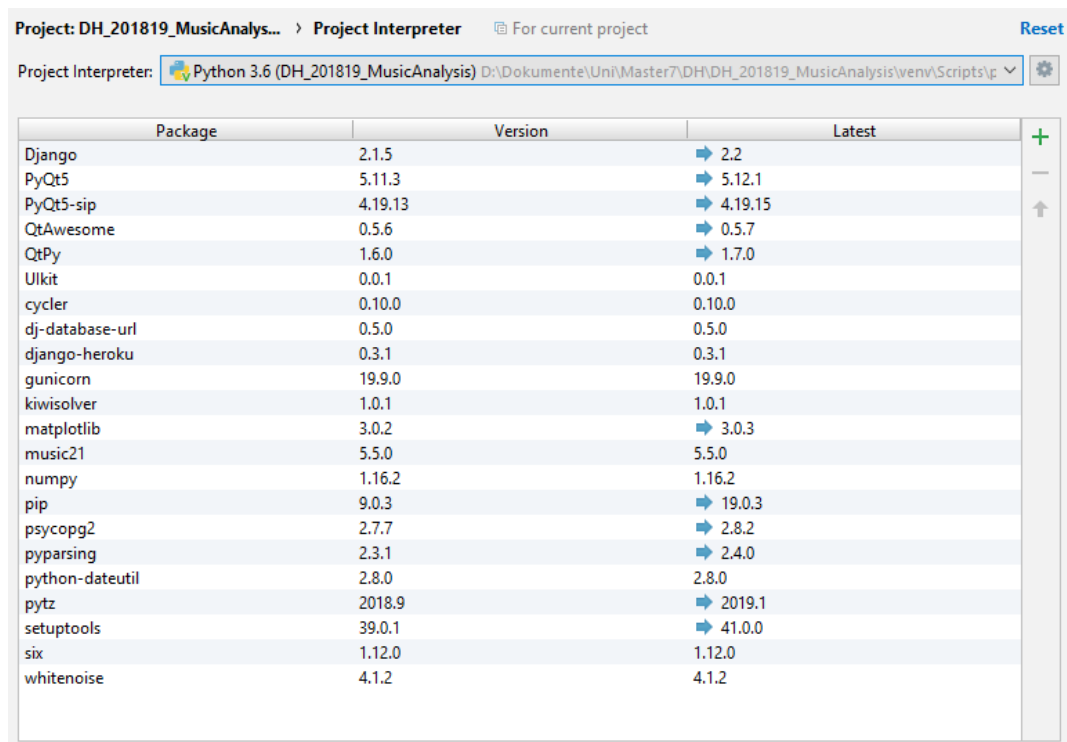 Project: DH_201819_MusicAnalys... › Project Interpreter For current project Reset
Project Interpreter: Python 3.6 (DH_201819_MusicAnalysis) D:\Dokumente\Uni\Master7\DH\DH_201819_MusicAnalysis\venv\Scripts\p
Package Version Latest
Django 2.1.5 2.2
PyQt5 5.11.3 5.12.1
PyQt5-sip 4.19.13 4.19.15
QtAwesome 0.5.6 0.5.7
QtPy 1.6.0 1.7.0
UIkit 0.0.1 0.0.1
cycler 0.10.0 0.10.0
dj-database-url 0.5.0 0.5.0
django-heroku 0.3.1 0.3.1
gunicorn 19.9.0 19.9.0
kiwisolver 1.0.1 1.0.1
matplotlib 3.0.2 3.0.3
music21 5.5.0 5.5.0
numpy 1.16.2 1.16.2
pip 9.0.3 19.0.3
psycopg2 2.7.7 2.8.2
pyparsing 2.3.1 2.4.0
python-dateutil 2.8.0 2.8.0
pytz 2018.9 2019.1
setuptools 39.0.1 41.0.0
six 1.12.0 1.12.0
whitenoise 4.1.2 4.1.2